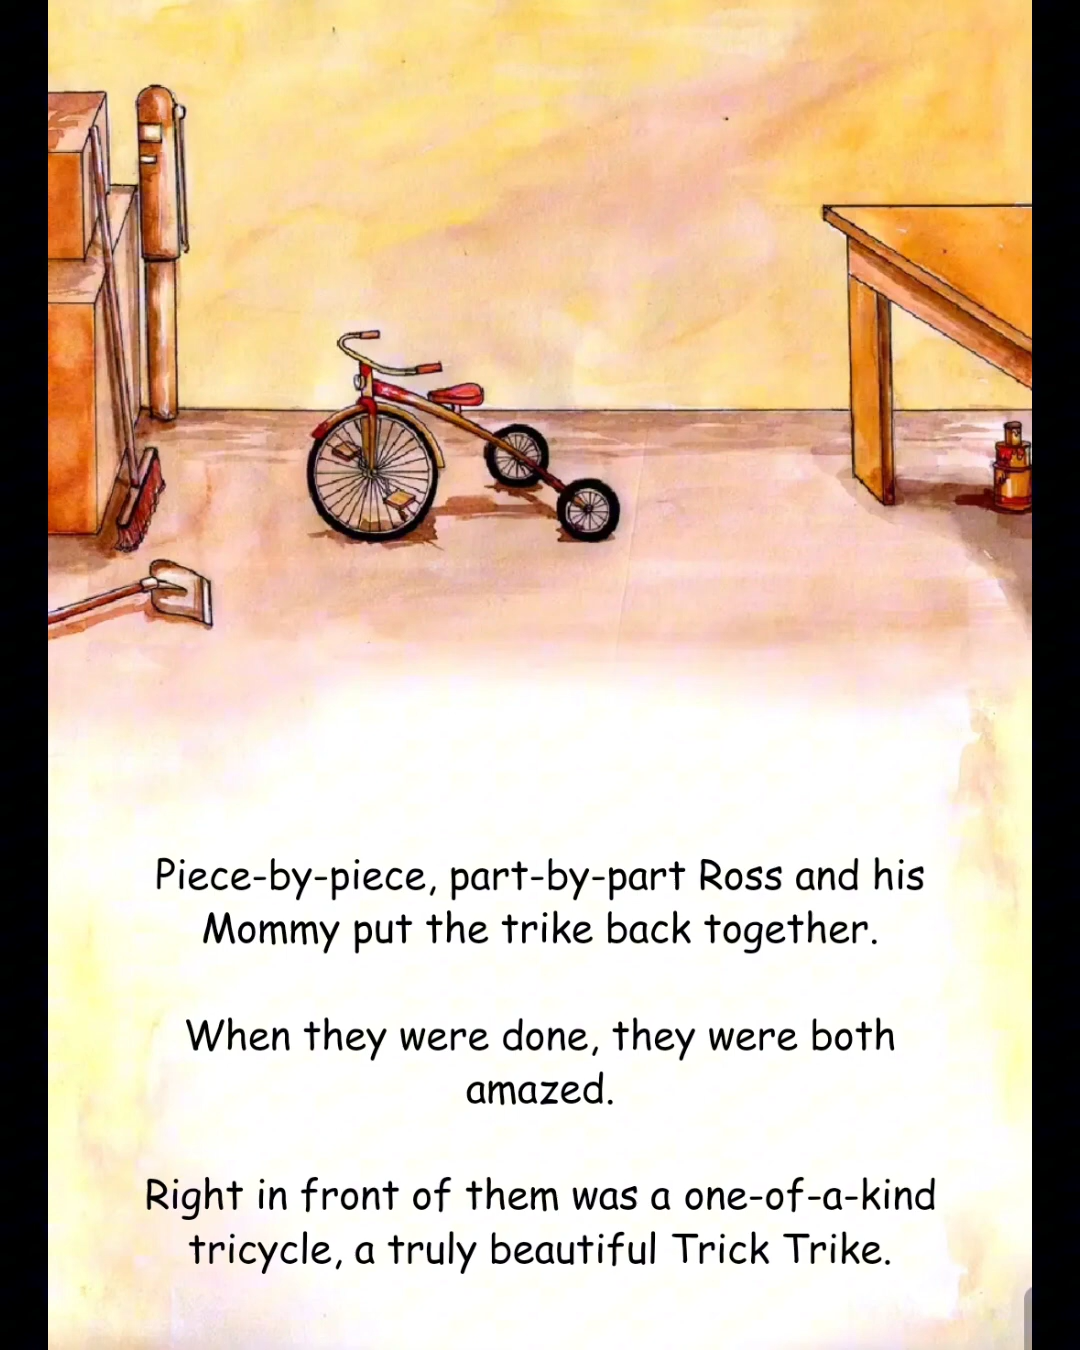 Piece-by-piece, part-by-part Ross and his
Mommy put the trike back together.
When they were done, they were both
amazed.
Right in front of them was a one-of-a-kind
tricycle, a truly beautiful Trick Trike.